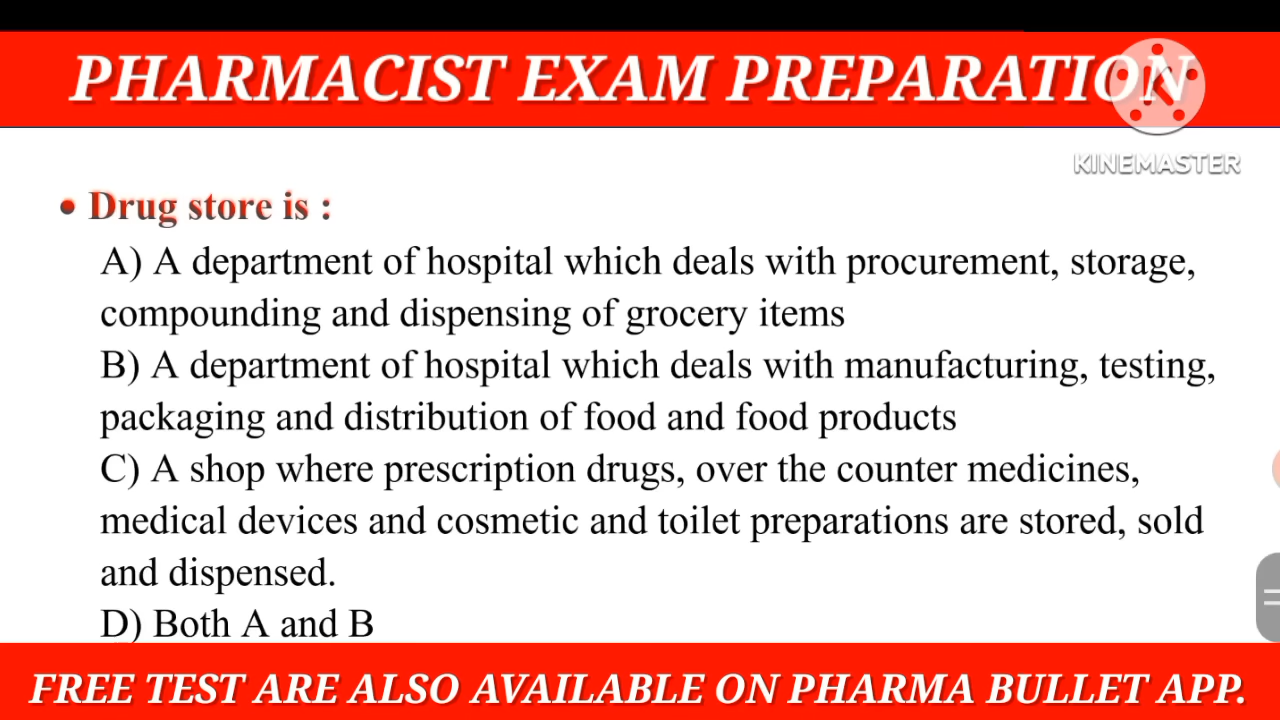 PHARMACIST EXAM PREPARATION
KINEMASTER
• Drug store is :
A) A department of hospital which deals with procurement, storage,
compounding and dispensing of grocery items
B) A department of hospital which deals with manufacturing, testing,
packaging and distribution of food and food products
C) A shop where prescription drugs, over the counter medicines,
medical devices and cosmetic and toilet preparations are stored, sold
and dispensed.
D) Both A and B
FREE TEST ARE ALSO AVAILABLE ON PHARMA BULLET APP.